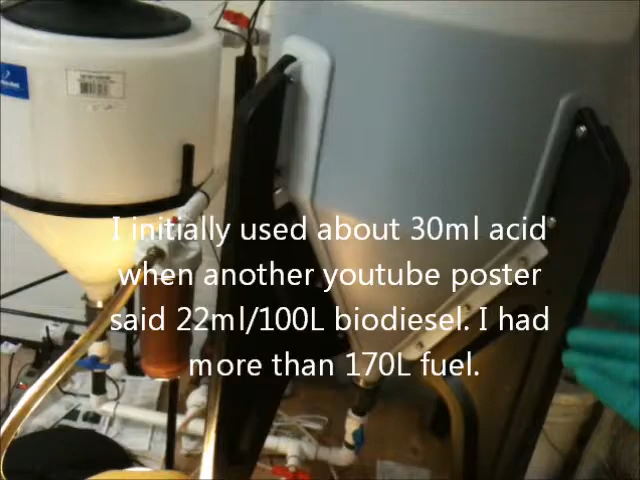 I initially used about 30ml acid
when another youtube poster
said 22ml/100L biodiesel. I had
more than 170L fuel.